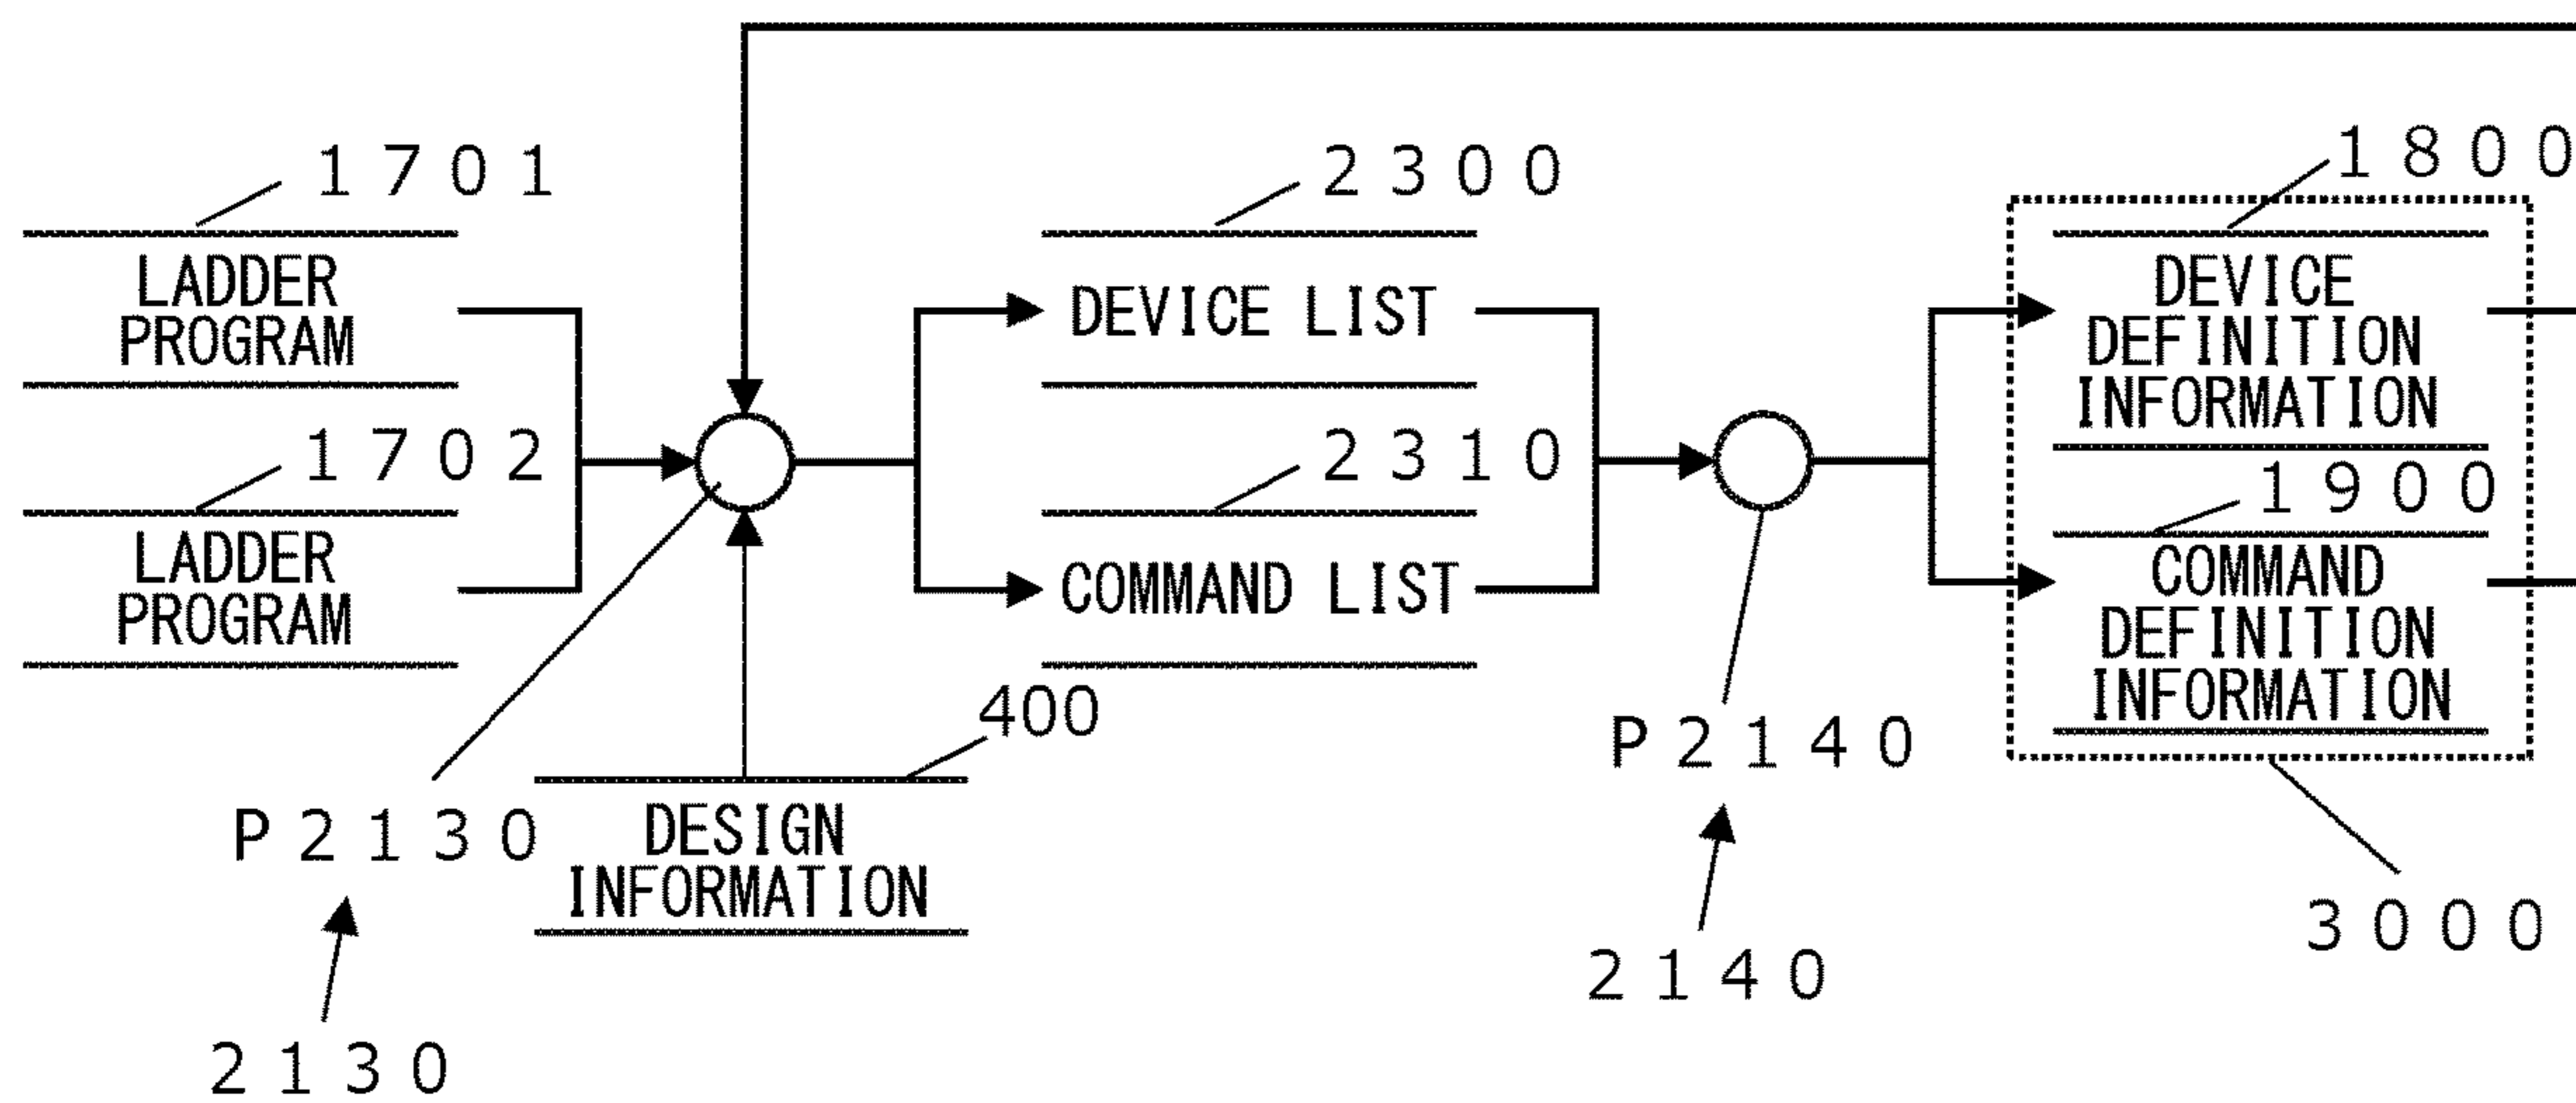 1701
LADDER
PROGRAM
1702
LADDER
PROGRAM
P2130
2130
400
DESIGN
INFORMATION
2300
DEVICE LIST
2310
COMMAND LIST
P2140
2140
1800
DEVICE
DEFINITION
INFORMATION
1900
COMMAND
DEFINITION
INFORMATION
3000